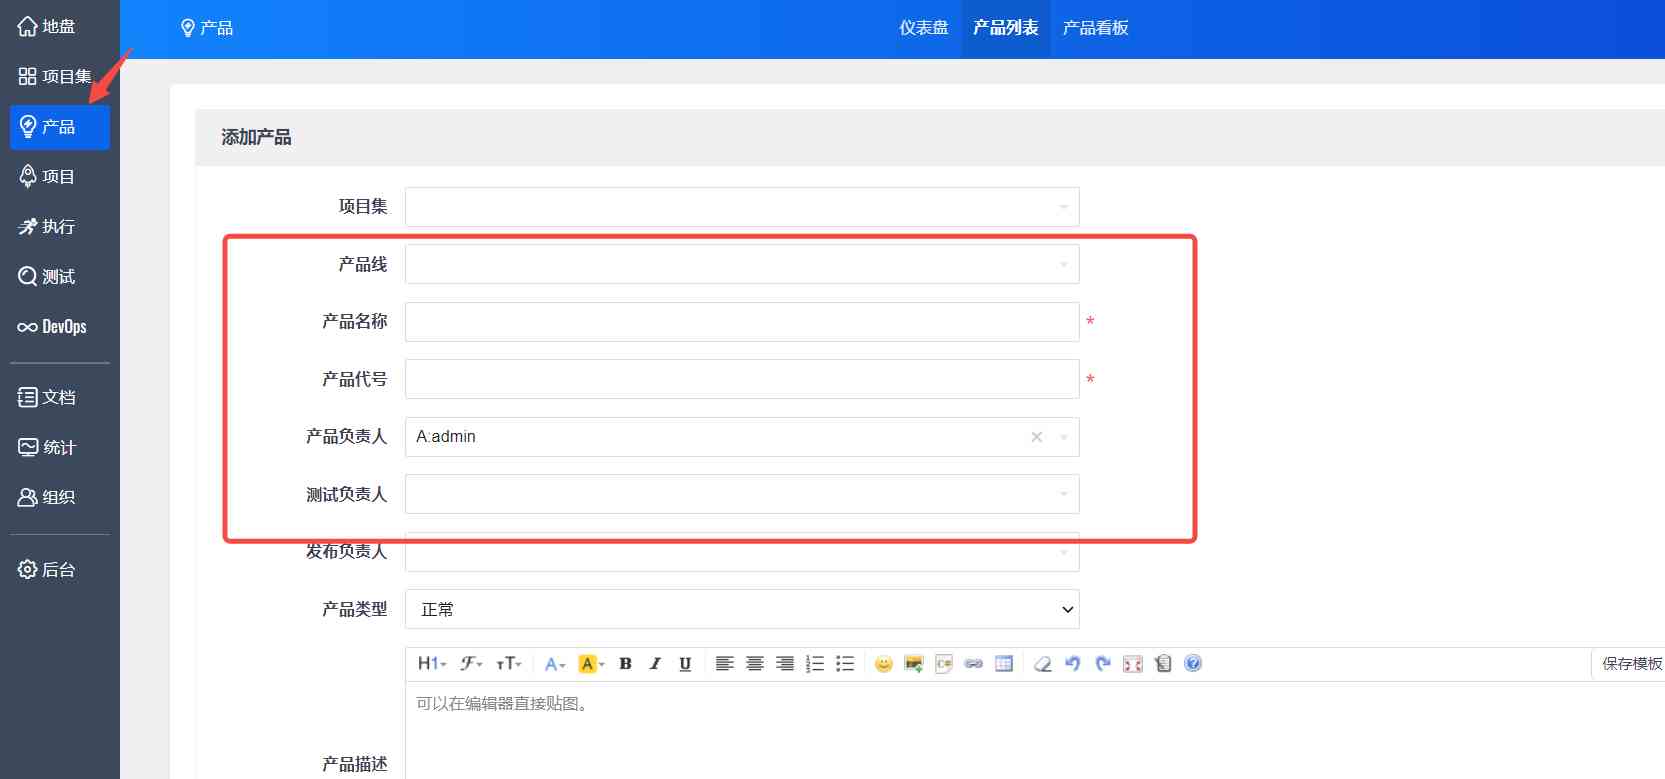 地盘
项目集
产品
项目
执行
测试
DevOps
文档
统计
组织
后台
产品
仪表盘
产品列表
产品看板
添加产品
项目集
产品线
产品名称 *
产品代号 *
产品负责人 A:admin
测试负责人
发布负责人
产品类型 正常
保存模板
可以在编辑器直接贴图。
产品描述